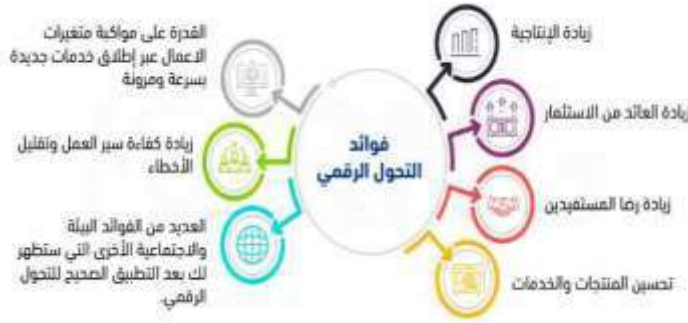 فوائد
التحول الرقمي
زيادة الإنتاجية
زيادة العائد من الاستثمار
زيادة رضا المستفيدين
تحسين المنتجات والخدمات
القدرة على مواكبة متغيرات
الاعمال عبر إطلاق خدمات جديدة
بسرعة ومرونة
زيادة كفاءة سير العمل وتقليل
الأخطاء
العديد من الفوائد البيئة
والاجتماعية الأخرى التي ستظهر
لك بعد التطبيق الصحيح للتحول
الرقمي.